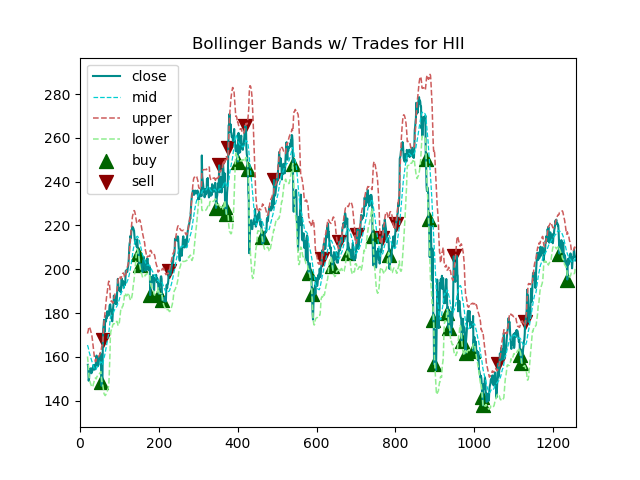 Bollinger Bands w/ Trades for HII
close
mid
upper
lower
buy
sell
280
260
240
220
200
180
160
140
0 200 400 600 800 1000 1200